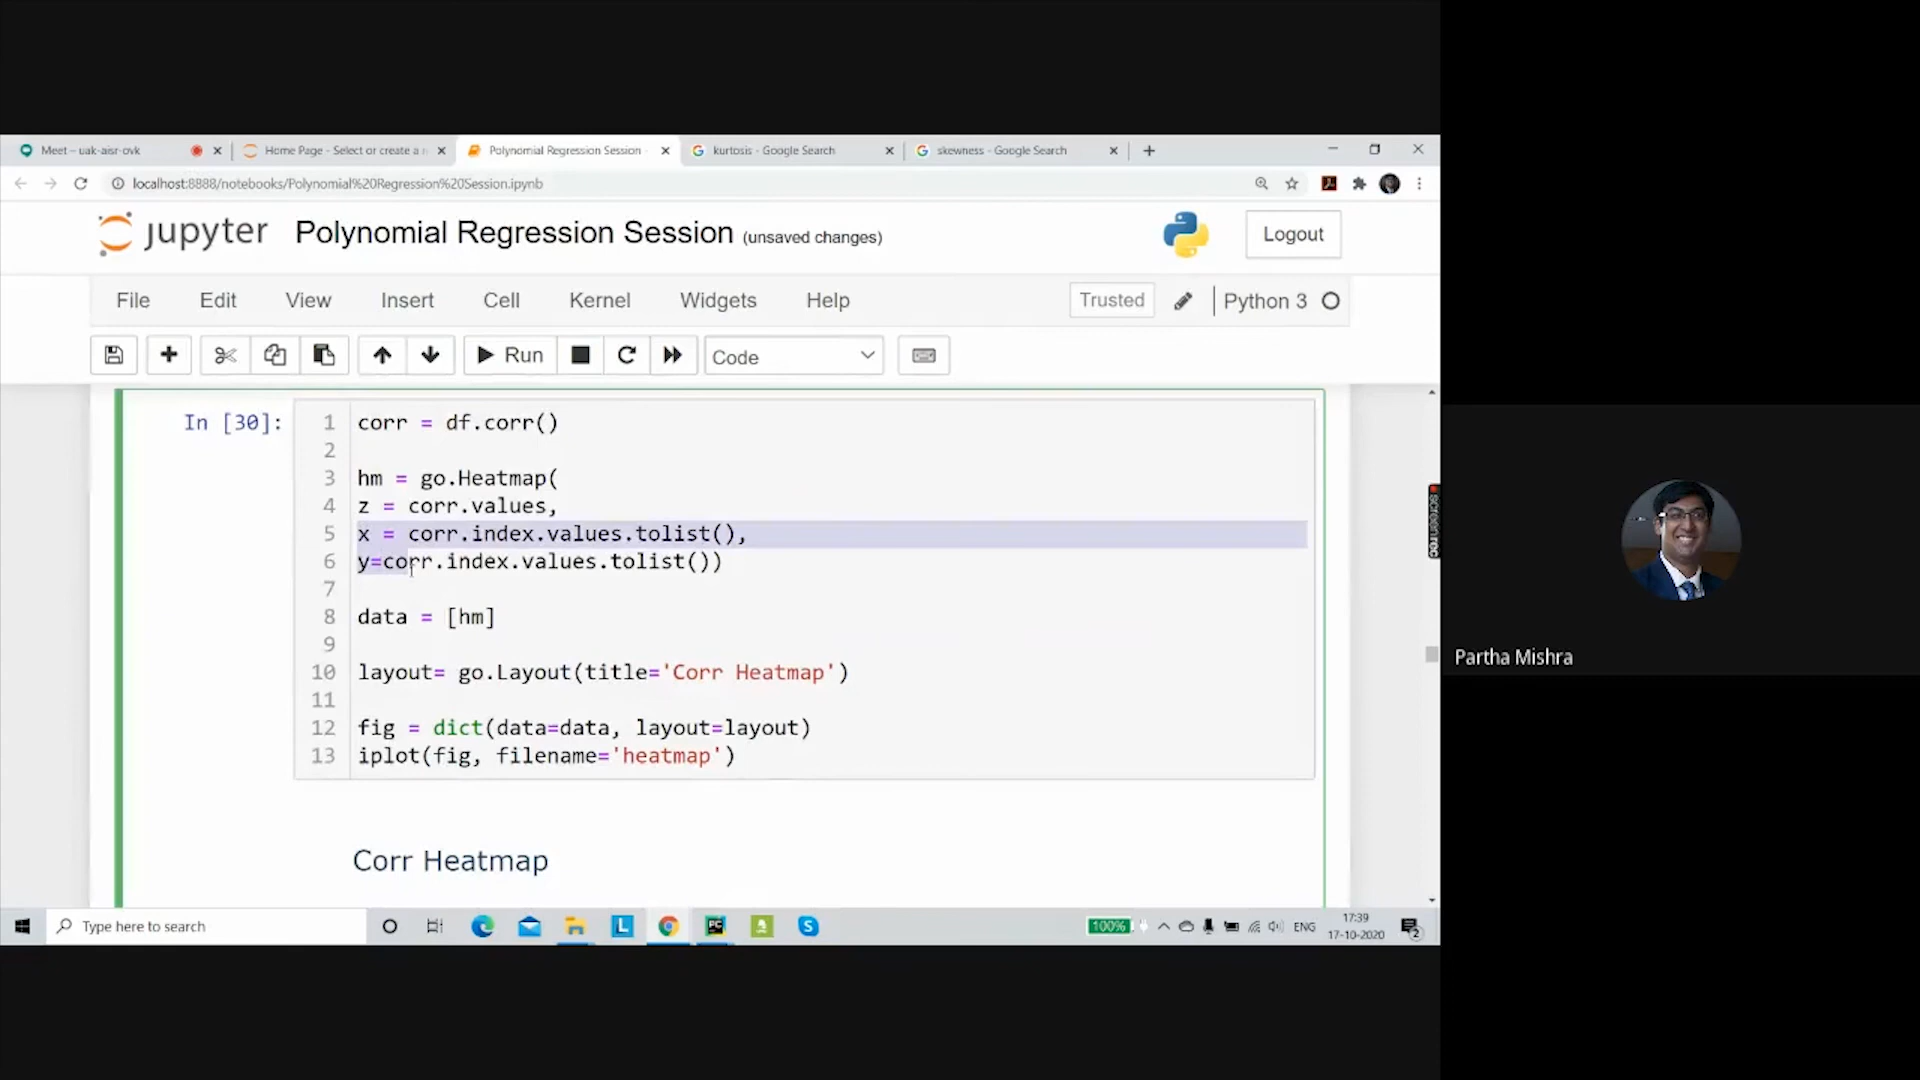 Meet – uak-aisr-ovk
Home Page - Select or create a n
Polynomial Regression Session -
kurtosis - Google Search
skewness - Google Search
localhost:8888/notebooks/Polynomial%20Regression%20Session.ipynb
jupyter Polynomial Regression Session (unsaved changes)
Logout
File Edit View Insert Cell Kernel Widgets Help
Trusted
Python 3
Run
Code
In [30]:
1 corr = df.corr()
2
3 hm = go.Heatmap(
4 z = corr.values,
5 x = corr.index.values.tolist(),
6 y=corr.index.values.tolist())
7
8 data = [hm]
9
10 layout= go.Layout(title='Corr Heatmap')
11
12 fig = dict(data=data, layout=layout)
13 iplot(fig, filename='heatmap')
Corr Heatmap
screenrec
Partha Mishra
Type here to search
L
PC
S
100%
ENG
17:39
17-10-2020
2